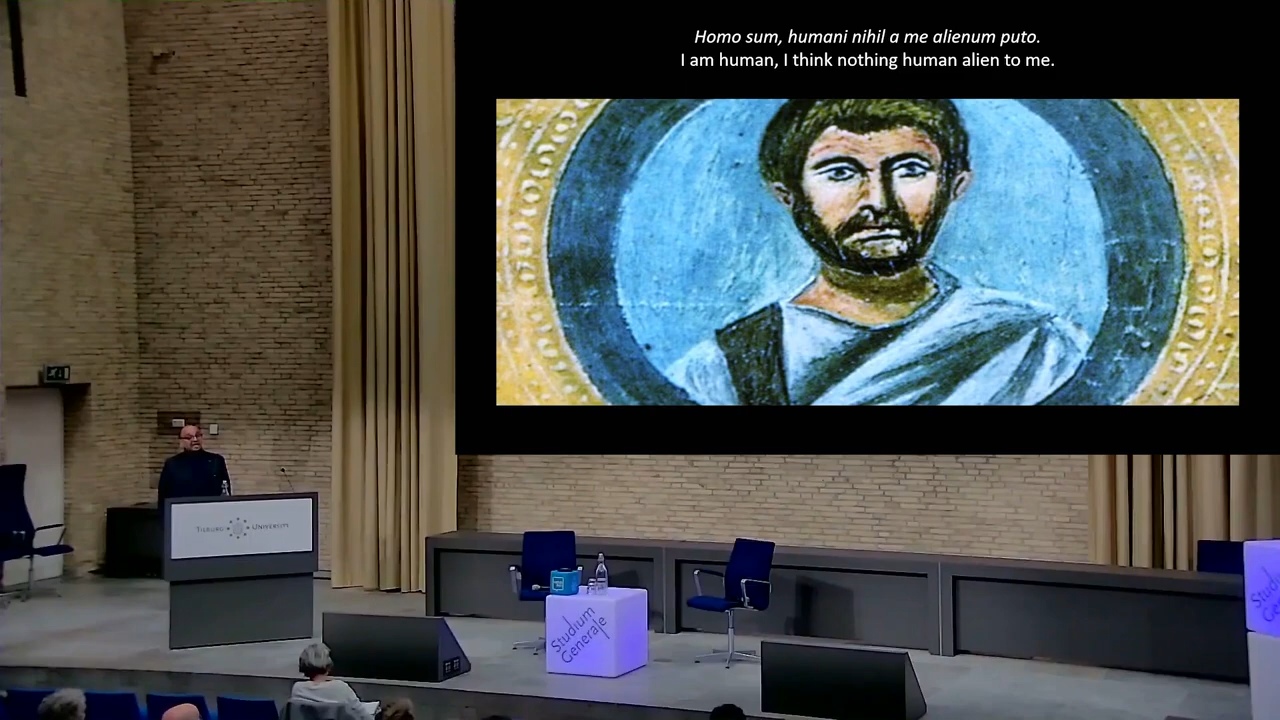 Homo sum, humani nihil a me alienum puto.
I am human, I think nothing human alien to me.
TILBURG UNIVERSITY
Studium
Generale
Studium